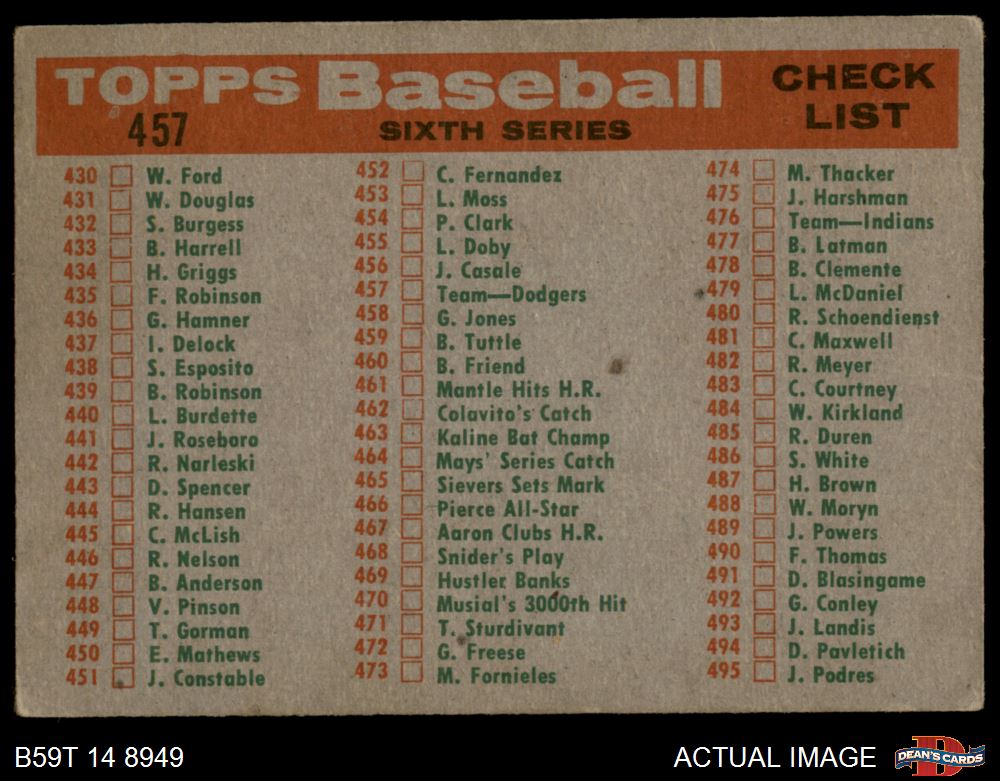 TOPPS Baseball
CHECK
LIST
457
SIXTH SERIES
430 W. Ford
431 W. Douglas
432 S. Burgess
433 B. Harrell
434 H. Griggs
435 F. Robinson
436 G. Hamner
437 I. Delock
438 S. Esposito
439 B. Robinson
440 L. Burdette
441 J. Roseboro
442 R. Narleski
443 D. Spencer
444 R. Hansen
445 C. McLish
446 R. Nelson
447 B. Anderson
448 V. Pinson
449 T. Gorman
450 E. Mathews
451 J. Constable
452 C. Fernandez
453 L. Moss
454 P. Clark
455 L. Doby
456 J. Casale
457 Team—Dodgers
458 G. Jones
459 B. Tuttle
460 B. Friend
461 Mantle Hits H.R.
462 Colavito's Catch
463 Kaline Bat Champ
464 Mays' Series Catch
465 Sievers Sets Mark
466 Pierce All-Star
467 Aaron Clubs H.R.
468 Snider's Play
469 Hustler Banks
470 Musial's 3000th Hit
471 T. Sturdivant
472 G. Freese
473 M. Fornieles
474 M. Thacker
475 J. Harshman
476 Team—Indians
477 B. Latman
478 B. Clemente
479 L. McDaniel
480 R. Schoendienst
481 C. Maxwell
482 R. Meyer
483 C. Courtney
484 W. Kirkland
485 R. Duren
486 S. White
487 H. Brown
488 W. Moryn
489 J. Powers
490 F. Thomas
491 D. Blasingame
492 G. Conley
493 J. Landis
494 D. Pavletich
495 J. Podres
B59T 14 8949
ACTUAL IMAGE
D
DEAN'S CARDS